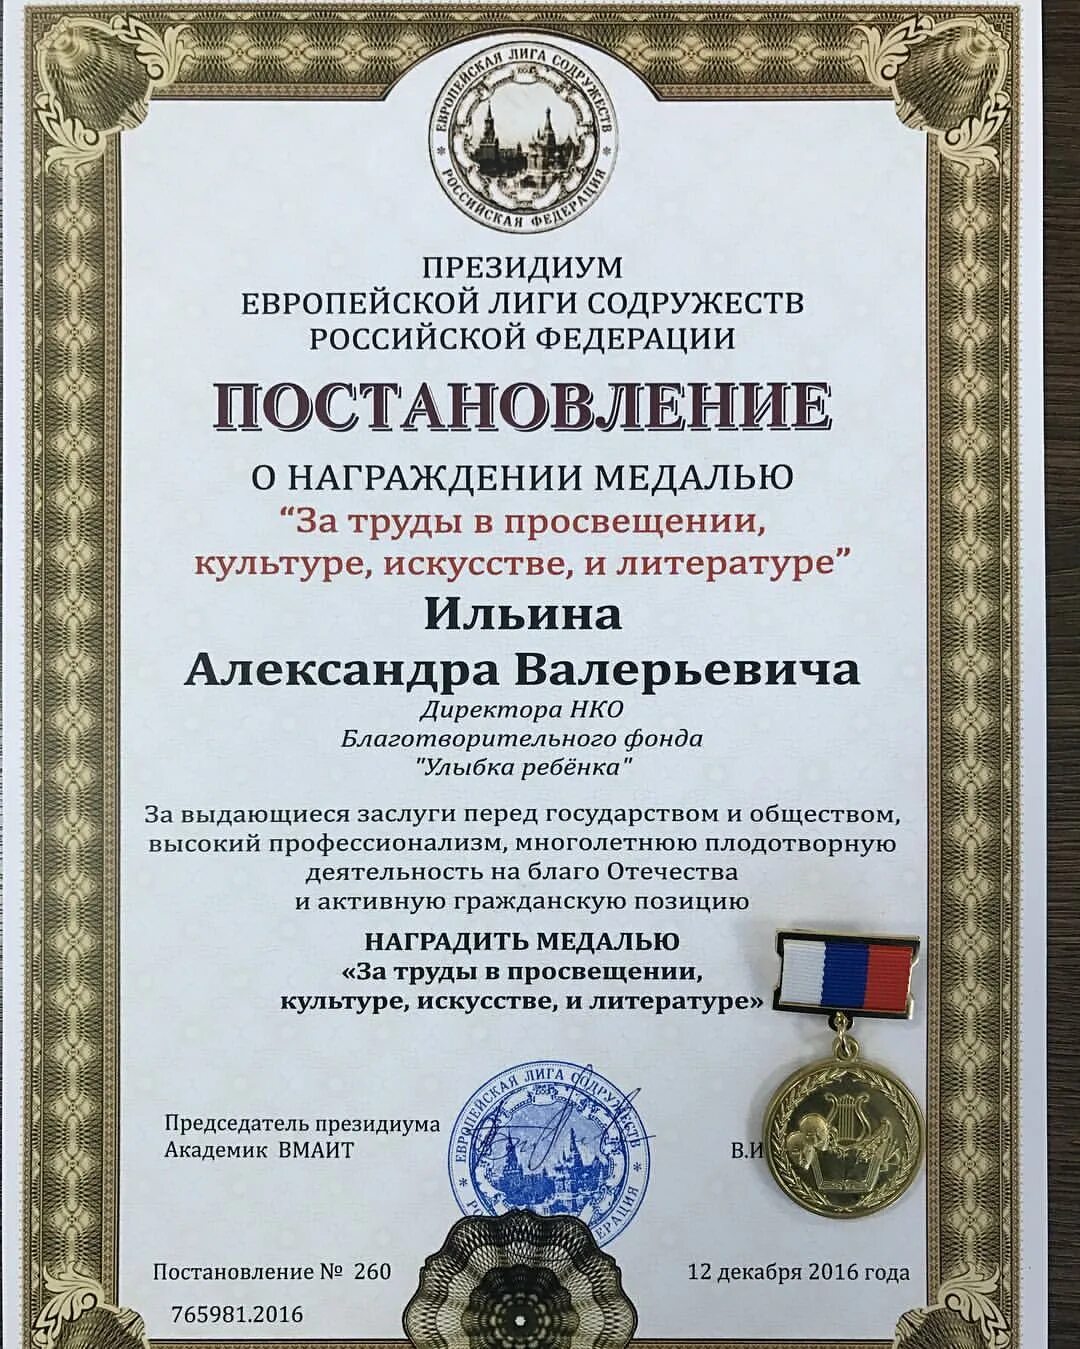 ЕВРОПЕЙСКАЯ ЛИГА СОДРУЖЕСТВ
* РОССИЙСКАЯ ФЕДЕРАЦИЯ *
ПРЕЗИДИУМ
ЕВРОПЕЙСКОЙ ЛИГИ СОДРУЖЕСТВ
РОССИЙСКОЙ ФЕДЕРАЦИИ
ПОСТАНОВЛЕНИЕ
О НАГРАЖДЕНИИ МЕДАЛЬЮ
“За труды в просвещении,
культуре, искусстве, и литературе”
Ильина
Александра Валерьевича
Директора НКО
Благотворительного фонда
"Улыбка ребёнка"
За выдающиеся заслуги перед государством и обществом,
высокий профессионализм, многолетнюю плодотворную
деятельность на благо Отечества
и активную гражданскую позицию
НАГРАДИТЬ МЕДАЛЬЮ
«За труды в просвещении,
культуре, искусстве, и литературе»
Председатель президиума
Академик ВМАИТ
ЕВРОПЕЙСКАЯ ЛИГА СОДРУЖЕСТВ
В.И
Постановление № 260
12 декабря 2016 года
765981.2016